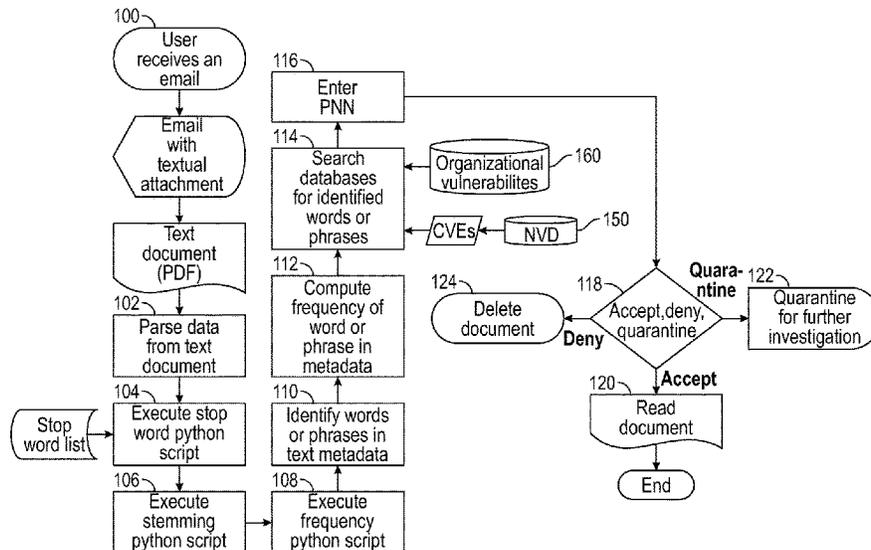 100
User
receives an
email
Email
with
textual
attachment
Text
document
(PDF)
102
Parse data
from text
document
104
Execute stop
word python
script
Stop
word list
106
Execute
stemming
python script
108
Execute
frequency
python script
110
Identify words
or phrases in
text metadata
112
Compute
frequency of
word or
phrase in
metadata
114
Search
databases
for identified
words or
phrases
Organizational
vulnerabilites
160
CVEs
NVD
150
116
Enter
PNN
118
Accept,deny,
quarantine
Deny
124
Delete
document
Quara-
ntine
122
Quarantine
for further
investigation
Accept
120
Read
document
End